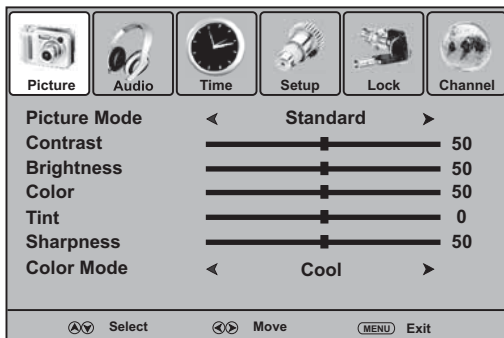 Picture Audio Time Setup Lock Channel
Picture Mode Standard
Contrast 50
Brightness 50
Color 50
Tint 0
Sharpness 50
Color Mode Cool
Select Move MENU Exit